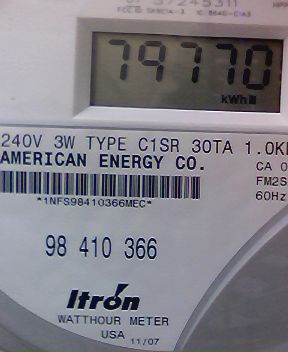 37245311
79770
kWh
240V 3W TYPE C1SR 30TA 1.0K
AMERICAN ENERGY CO.
CA 0
FM2S
60Hz
*1NFS98410366MEC*
98 410 366
Itron
WATTHOUR METER
USA 11/07